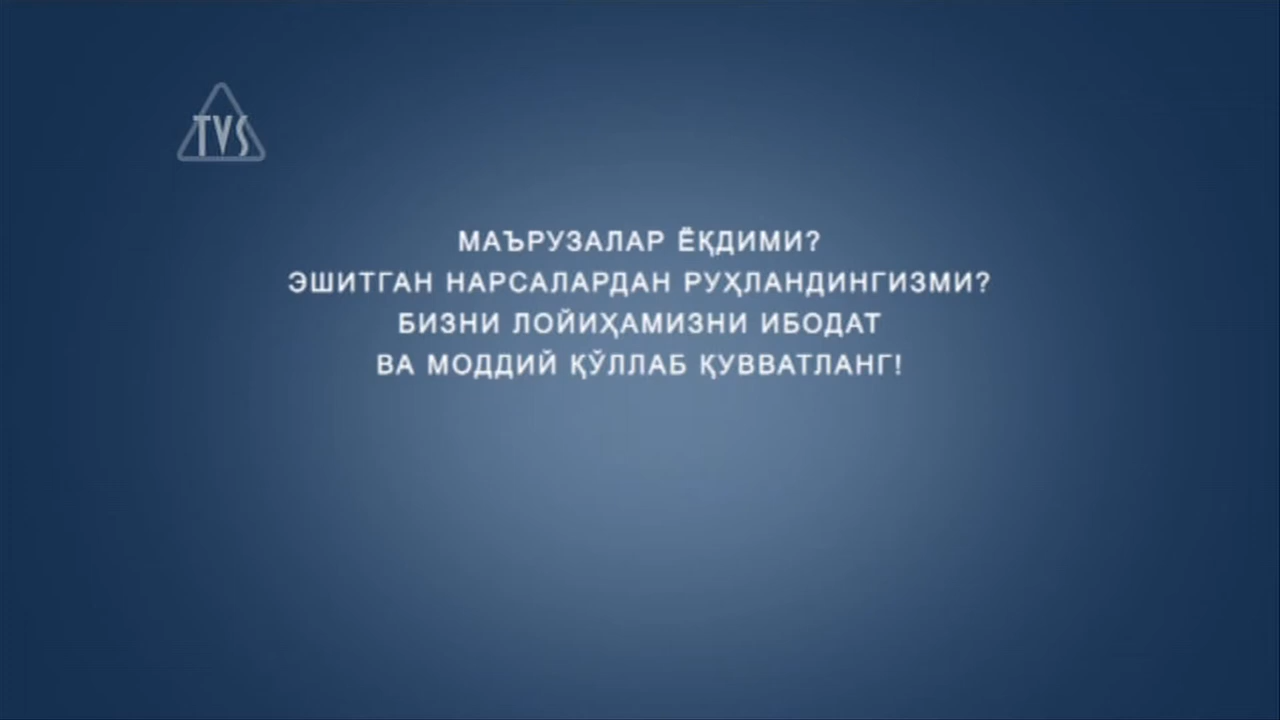 TVS
МАЪРУЗАЛАР ЁҚДИМИ?
ЭШИТГАН НАРСАЛАРДАН РУҲЛАНДИНГИЗМИ?
БИЗНИ ЛОЙИҲАМИЗНИ ИБОДАТ
ВА МОДДИЙ ҚЎЛЛАБ ҚУВВАТЛАНГ!